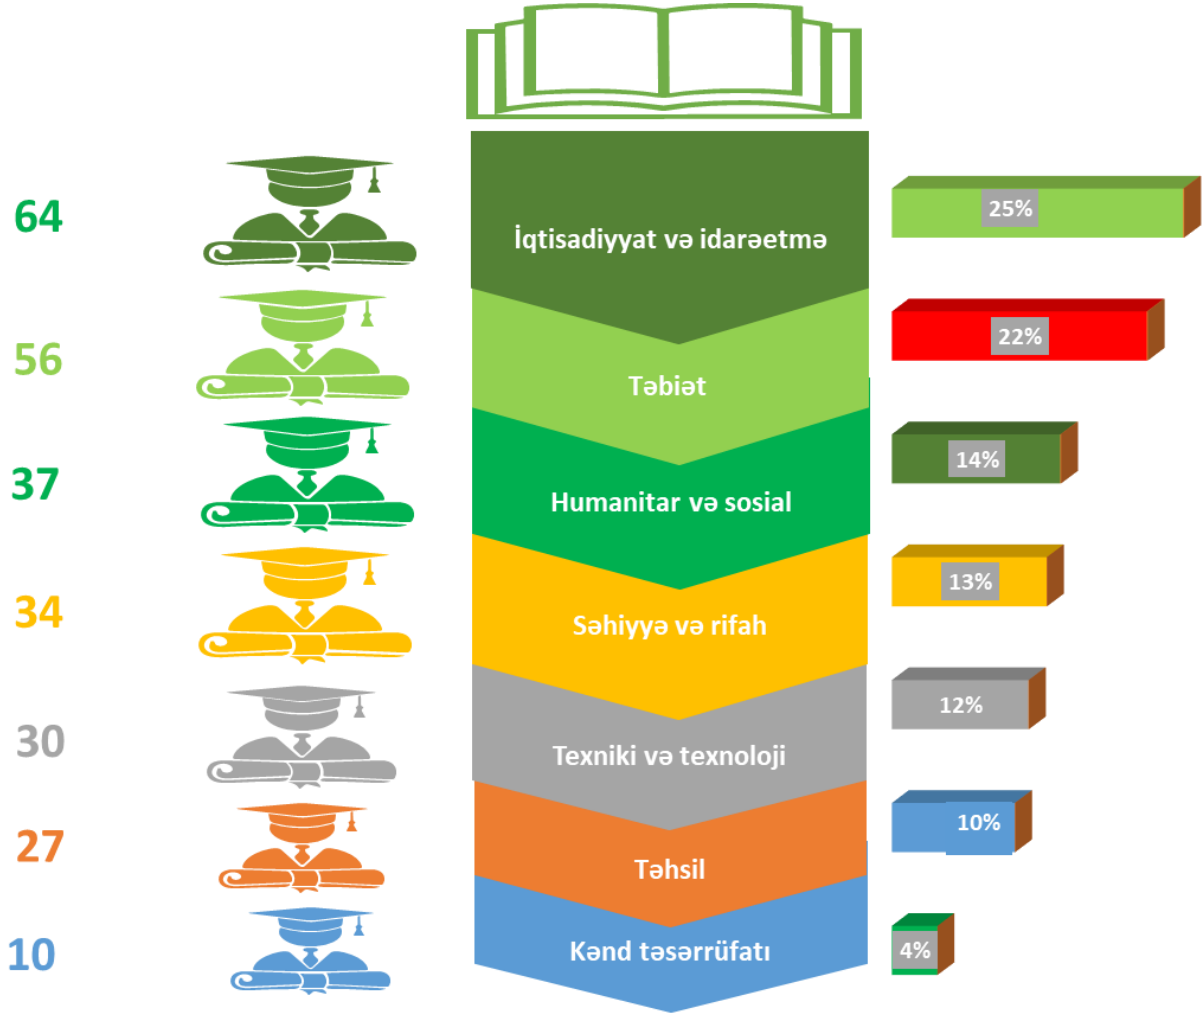 64
İqtisadiyyat və idarəetmə
25%
56
Təbiət
22%
37
Humanitar və sosial
14%
34
Səhiyyə və rifah
13%
30
Texniki və texnoloji
12%
27
Təhsil
10%
10
Kənd təsərrüfatı
4%